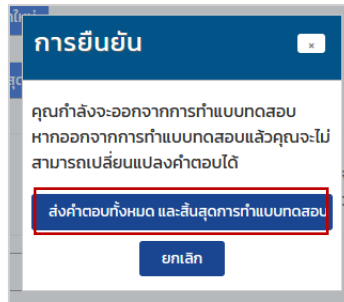 การยืนยัน
×
คุณกำลังจะออกจากการทำแบบทดสอบ
หากออกจากการทำแบบทดสอบแล้วคุณจะไม่
สามารถเปลี่ยนแปลงคำตอบได้
ส่งคำตอบทั้งหมด และสิ้นสุดการทำแบบทดสอบ
ยกเลิก